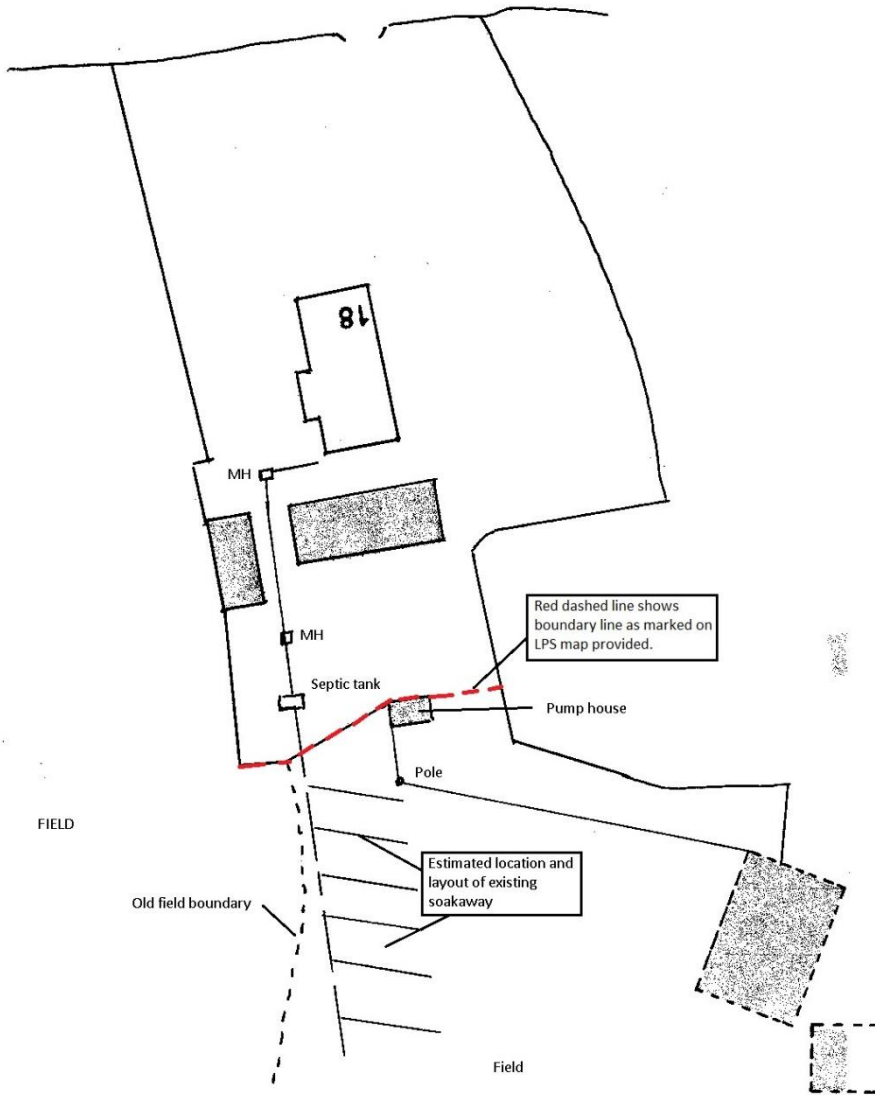 18
MH
MH
Red dashed line shows
boundary line as marked on
LPS map provided.
Septic tank
Pump house
Pole
FIELD
Estimated location and
layout of existing
soakaway
Old field boundary
Field